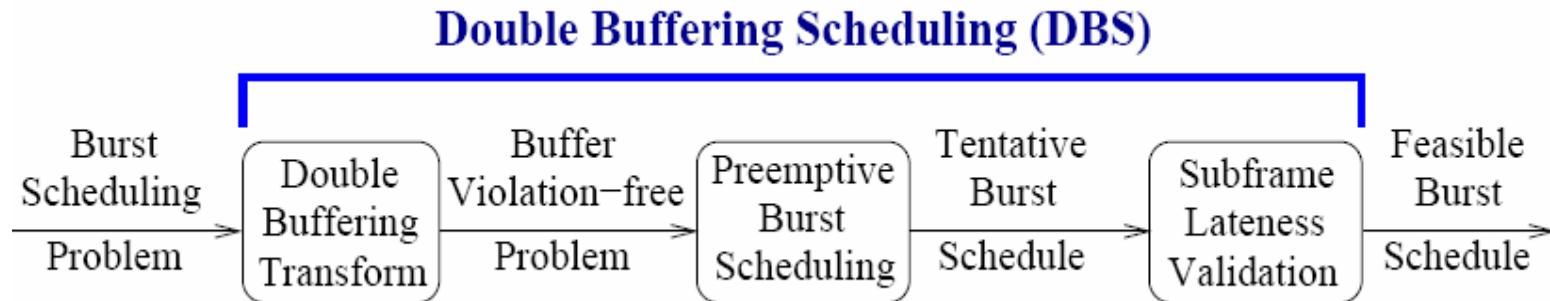 Double Buffering Scheduling (DBS)
Burst
Scheduling
Problem
Double
Buffering
Transform
Buffer
Violation−free
Problem
Preemptive
Burst
Scheduling
Tentative
Burst
Schedule
Subframe
Lateness
Validation
Feasible
Burst
Schedule